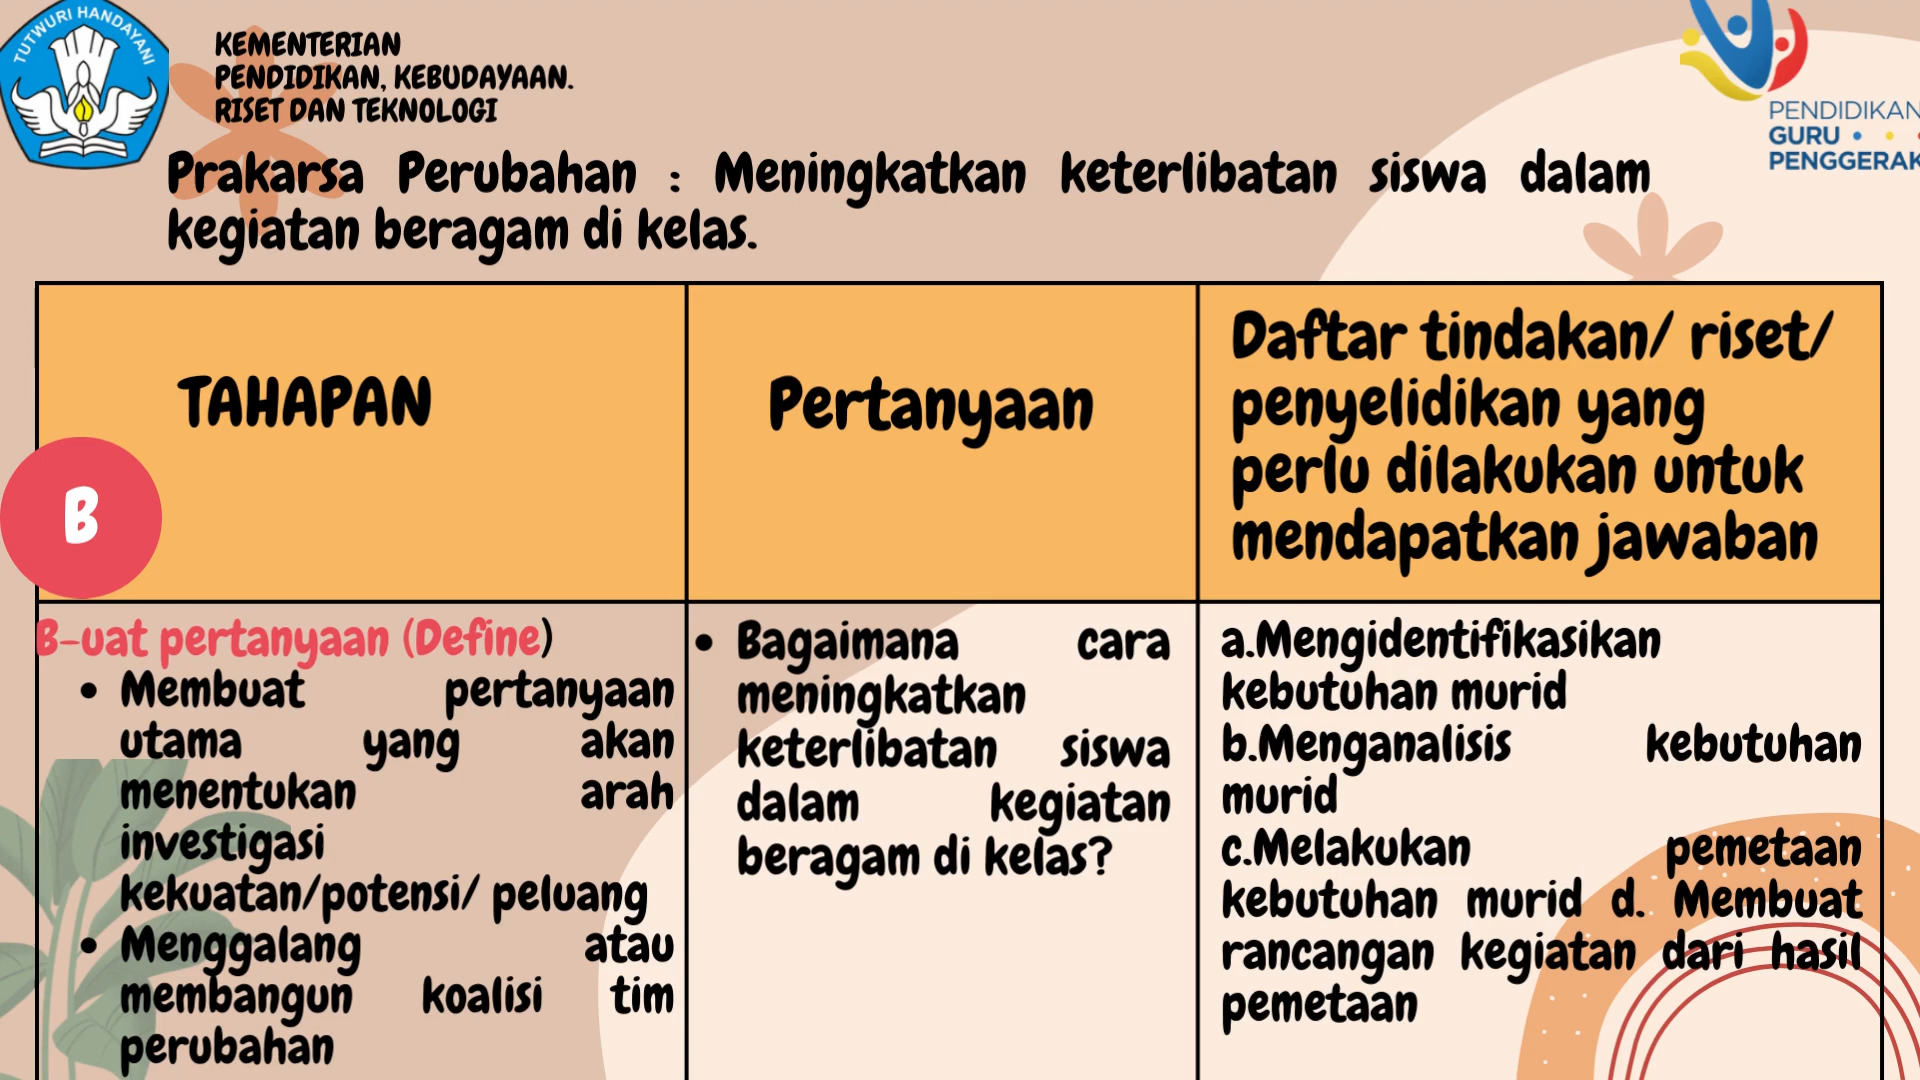 TUTWURI HANDAYANI
KEMENTERIAN
PENDIDIKAN, KEBUDAYAAN.
RISET DAN TEKNOLOGI
PENDIDIKAN
GURU
PENGGERAK
Prakarsa Perubahan : Meningkatkan keterlibatan siswa dalam
kegiatan beragam di kelas.
TAHAPAN
Pertanyaan
Daftar tindakan/ riset/
penyelidikan yang
perlu dilakukan untuk
mendapatkan jawaban
B
B-uat pertanyaan (Define)
• Membuat pertanyaan
utama yang akan
menentukan arah
investigasi
kekuatan/potensi/ peluang
• Menggalang atau
membangun koalisi tim
perubahan
• Bagaimana cara
meningkatkan
keterlibatan siswa
dalam kegiatan
beragam di kelas?
a.Mengidentifikasikan
kebutuhan murid
b.Menganalisis kebutuhan
murid
c.Melakukan pemetaan
kebutuhan murid d. Membuat
rancangan kegiatan dari hasil
pemetaan